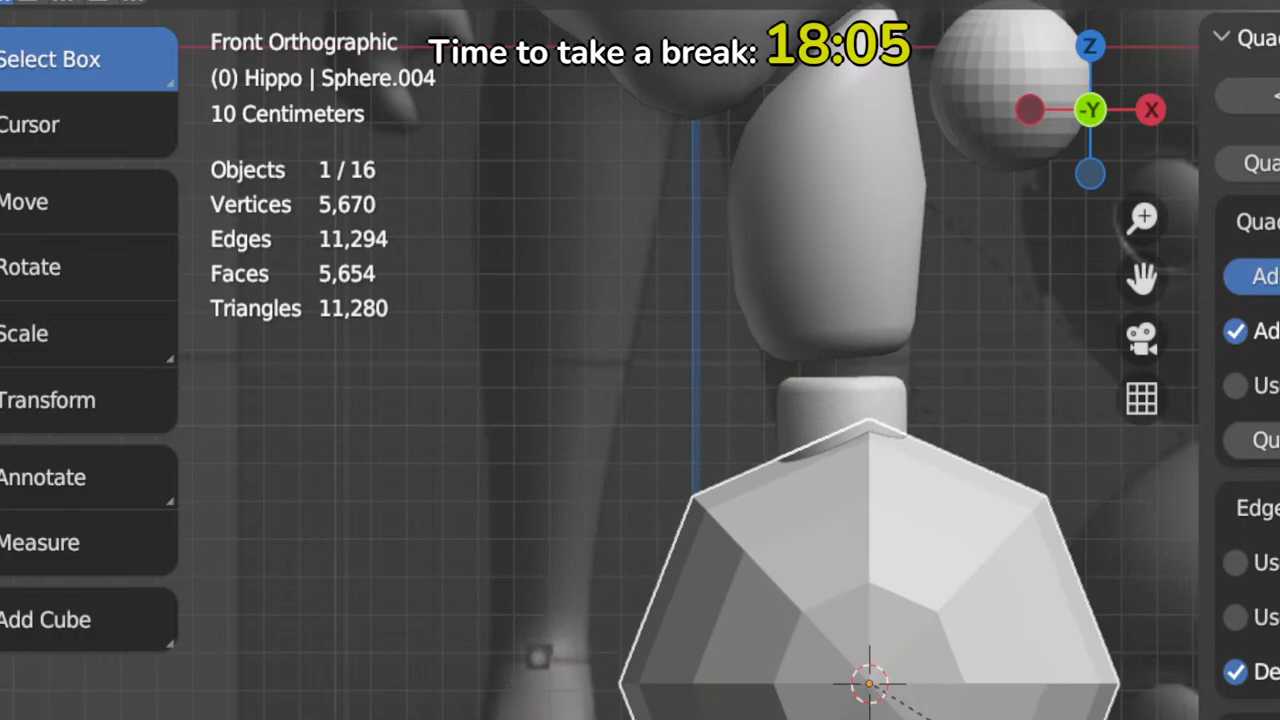 Select Box
Cursor
Move
Rotate
Scale
Transform
Annotate
Measure
Add Cube
Front Orthographic
(0) Hippo | Sphere.004
10 Centimeters
Objects 1 / 16
Vertices 5,670
Edges 11,294
Faces 5,654
Triangles 11,280
Time to take a break: 18:05
Z
-Y
X
Edge